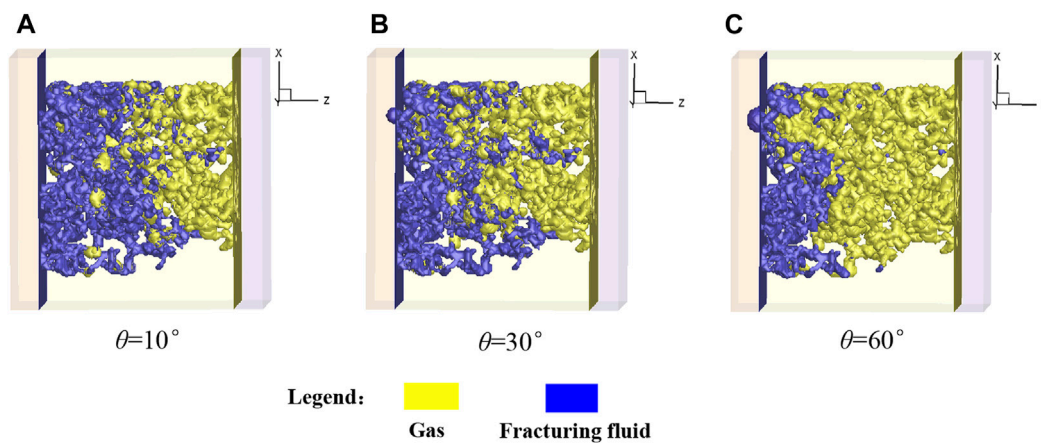 A
B
C
X
Z
X
Z
X
θ=10°
θ=30°
θ=60°
Legend：
Gas
Fracturing fluid